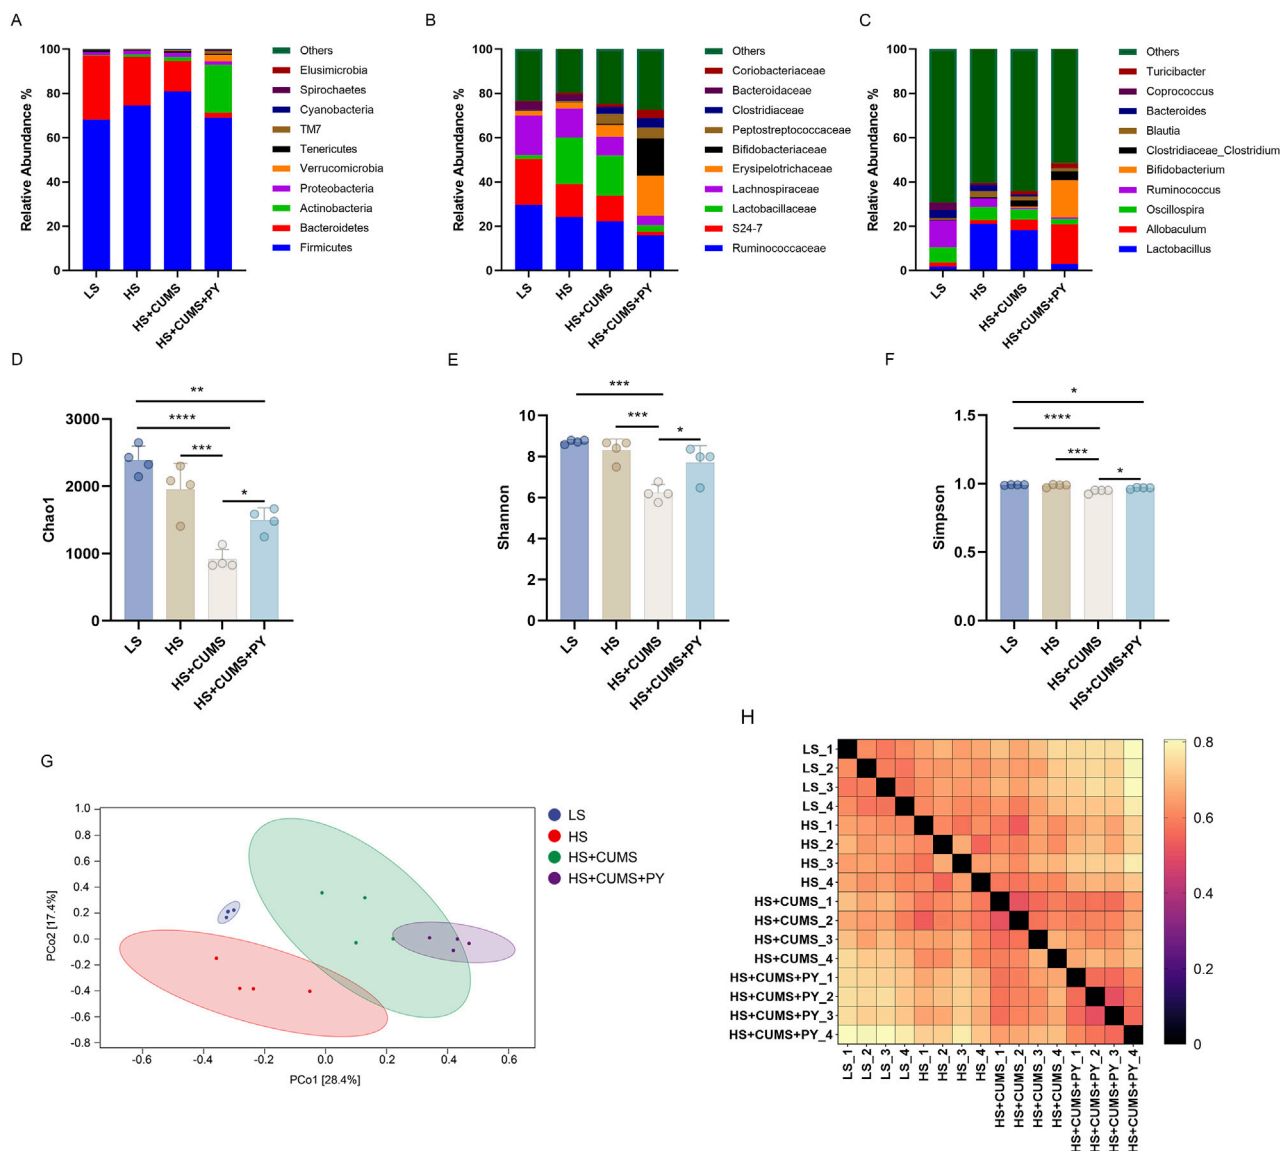 A
Relative Abundance %
100
80
60
40
20
0
LS
HS
HS+CUMS
HS+CUMS+PY
Others
Elusimicrobia
Spirochaetes
Cyanobacteria
TM7
Tenericutes
Verrucomicrobia
Proteobacteria
Actinobacteria
Bacteroidetes
Firmicutes
B
Relative Abundance %
100
80
60
40
20
0
LS
HS
HS+CUMS
HS+CUMS+PY
Others
Coriobacteriaceae
Bacteroidaceae
Clostridiaceae
Peptostreptococcaceae
Bifidobacteriaceae
Erysipelotrichaceae
Lachnospiraceae
Lactobacillaceae
S24-7
Ruminococcaceae
C
Relative Abundance %
100
80
60
40
20
0
LS
HS
HS+CUMS
HS+CUMS+PY
Others
Turicibacter
Coprococcus
Bacteroides
Blautia
Clostridiaceae_Clostridium
Bifidobacterium
Ruminococcus
Oscillospira
Allobaculum
Lactobacillus
D
Chao1
3000
2000
1000
0
**
****
***
*
LS
HS
HS+CUMS
HS+CUMS+PY
E
Shannon
10
8
6
4
2
0
***
***
*
LS
HS
HS+CUMS
HS+CUMS+PY
F
Simpson
1.5
1.0
0.5
0.0
*
****
***
*
LS
HS
HS+CUMS
HS+CUMS+PY
G
PCo2 [17.4%]
1.0
0.8
0.6
0.4
0.2
0.0
-0.2
-0.4
-0.6
-0.8
-0.6
-0.4
-0.2
0.0
0.2
0.4
0.6
PCo1 [28.4%]
LS
HS
HS+CUMS
HS+CUMS+PY
H
LS_1
LS_2
LS_3
LS_4
HS_1
HS_2
HS_3
HS_4
HS+CUMS_1
HS+CUMS_2
HS+CUMS_3
HS+CUMS_4
HS+CUMS+PY_1
HS+CUMS+PY_2
HS+CUMS+PY_3
HS+CUMS+PY_4
LS_1
LS_2
LS_3
LS_4
HS_1
HS_2
HS_3
HS_4
HS+CUMS_1
HS+CUMS_2
HS+CUMS_3
HS+CUMS_4
HS+CUMS+PY_1
HS+CUMS+PY_2
HS+CUMS+PY_3
HS+CUMS+PY_4
0.8
0.6
0.4
0.2
0